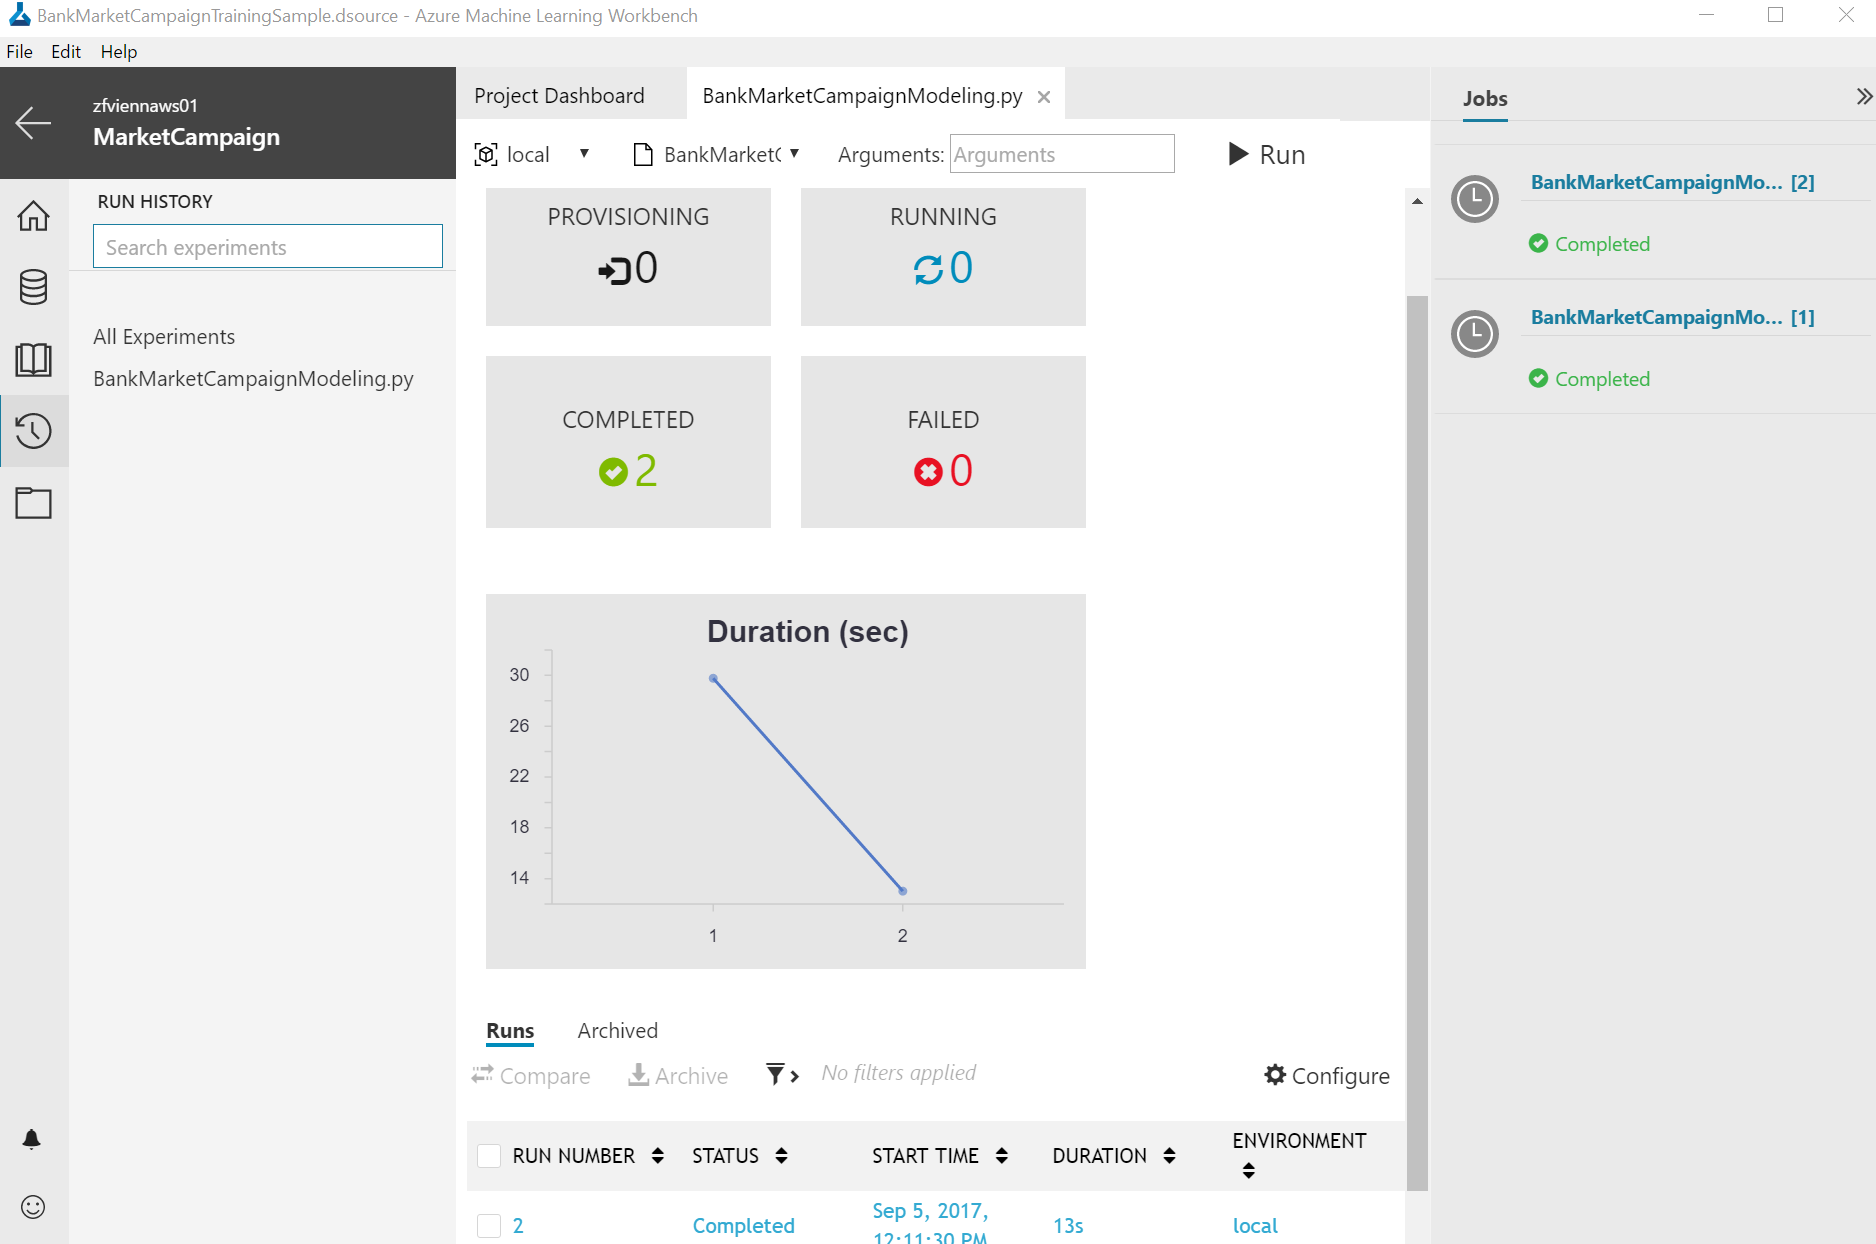 BankMarketCampaignTrainingSample.dsource - Azure Machine Learning Workbench
File Edit Help
zfviennaws01
MarketCampaign
RUN HISTORY
Search experiments
All Experiments
BankMarketCampaignModeling.py
Project Dashboard
BankMarketCampaignModeling.py
local
BankMarketC
Arguments: Arguments
Run
PROVISIONING
0
RUNNING
0
COMPLETED
2
FAILED
0
Duration (sec)
30
26
22
18
14
1 2
Runs Archived
Compare Archive No filters applied Configure
RUN NUMBER STATUS START TIME DURATION ENVIRONMENT
2 Completed Sep 5, 2017, 13s local
12:11:30 PM
Jobs
BankMarketCampaignMo... [2]
Completed
BankMarketCampaignMo... [1]
Completed